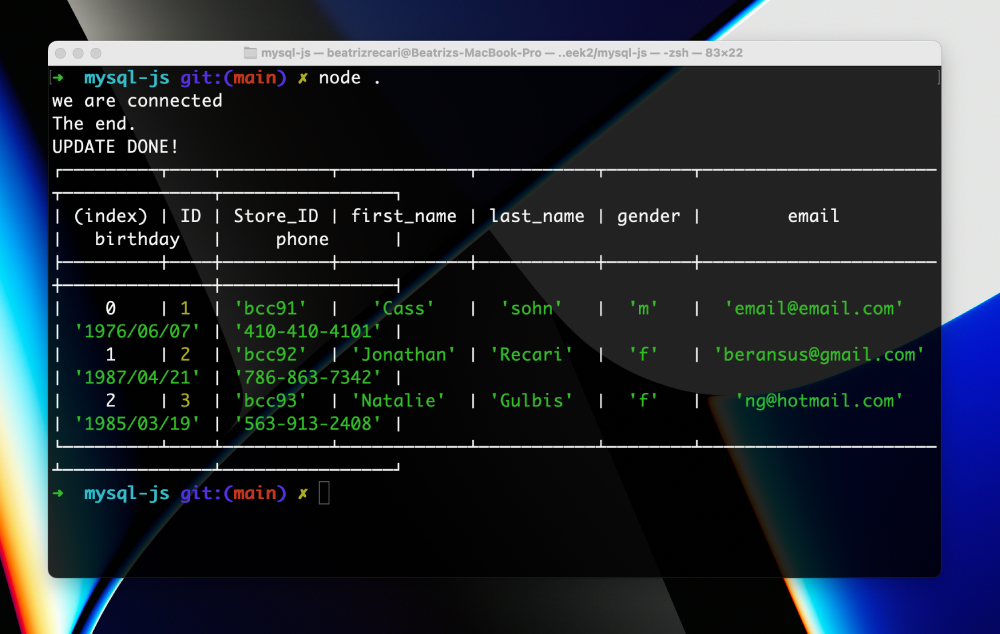 mysql-js — beatrizrecari@Beatrizs-MacBook-Pro — ..eek2/mysql-js — -zsh — 83×22
→ mysql-js git:(main) ✗ node .
we are connected
The end.
UPDATE DONE!
| (index) | ID | Store_ID | first_name | last_name | gender | email
| birthday | phone |
| 0 | 1 | 'bcc91' | 'Cass' | 'sohn' | 'm' | 'email@email.com'
| '1976/06/07' | '410-410-4101' |
| 1 | 2 | 'bcc92' | 'Jonathan' | 'Recari' | 'f' | 'beransus@gmail.com'
| '1987/04/21' | '786-863-7342' |
| 2 | 3 | 'bcc93' | 'Natalie' | 'Gulbis' | 'f' | 'ng@hotmail.com'
| '1985/03/19' | '563-913-2408' |
→ mysql-js git:(main) ✗